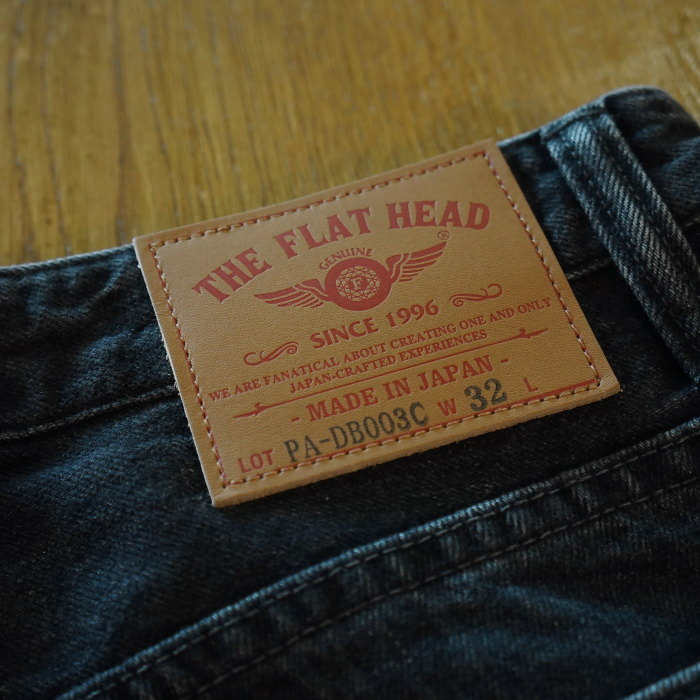 THE FLAT HEAD
®
GENUINE
F
SINCE 1996
WE ARE FANATICAL ABOUT CREATING ONE AND ONLY
JAPAN-CRAFTED EXPERIENCES
- MADE IN JAPAN -
LOT PA-DB003C W 32 L